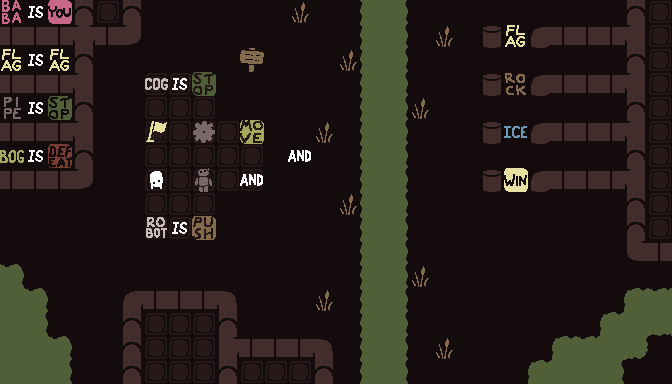 BABA IS YOU
FLAG IS FLAG
PIPE IS STOP
BOG IS DEFEAT
COG IS STOP
MOVE
AND
AND
ROBOT IS PUSH
FLAG
ROCK
ICE
WIN